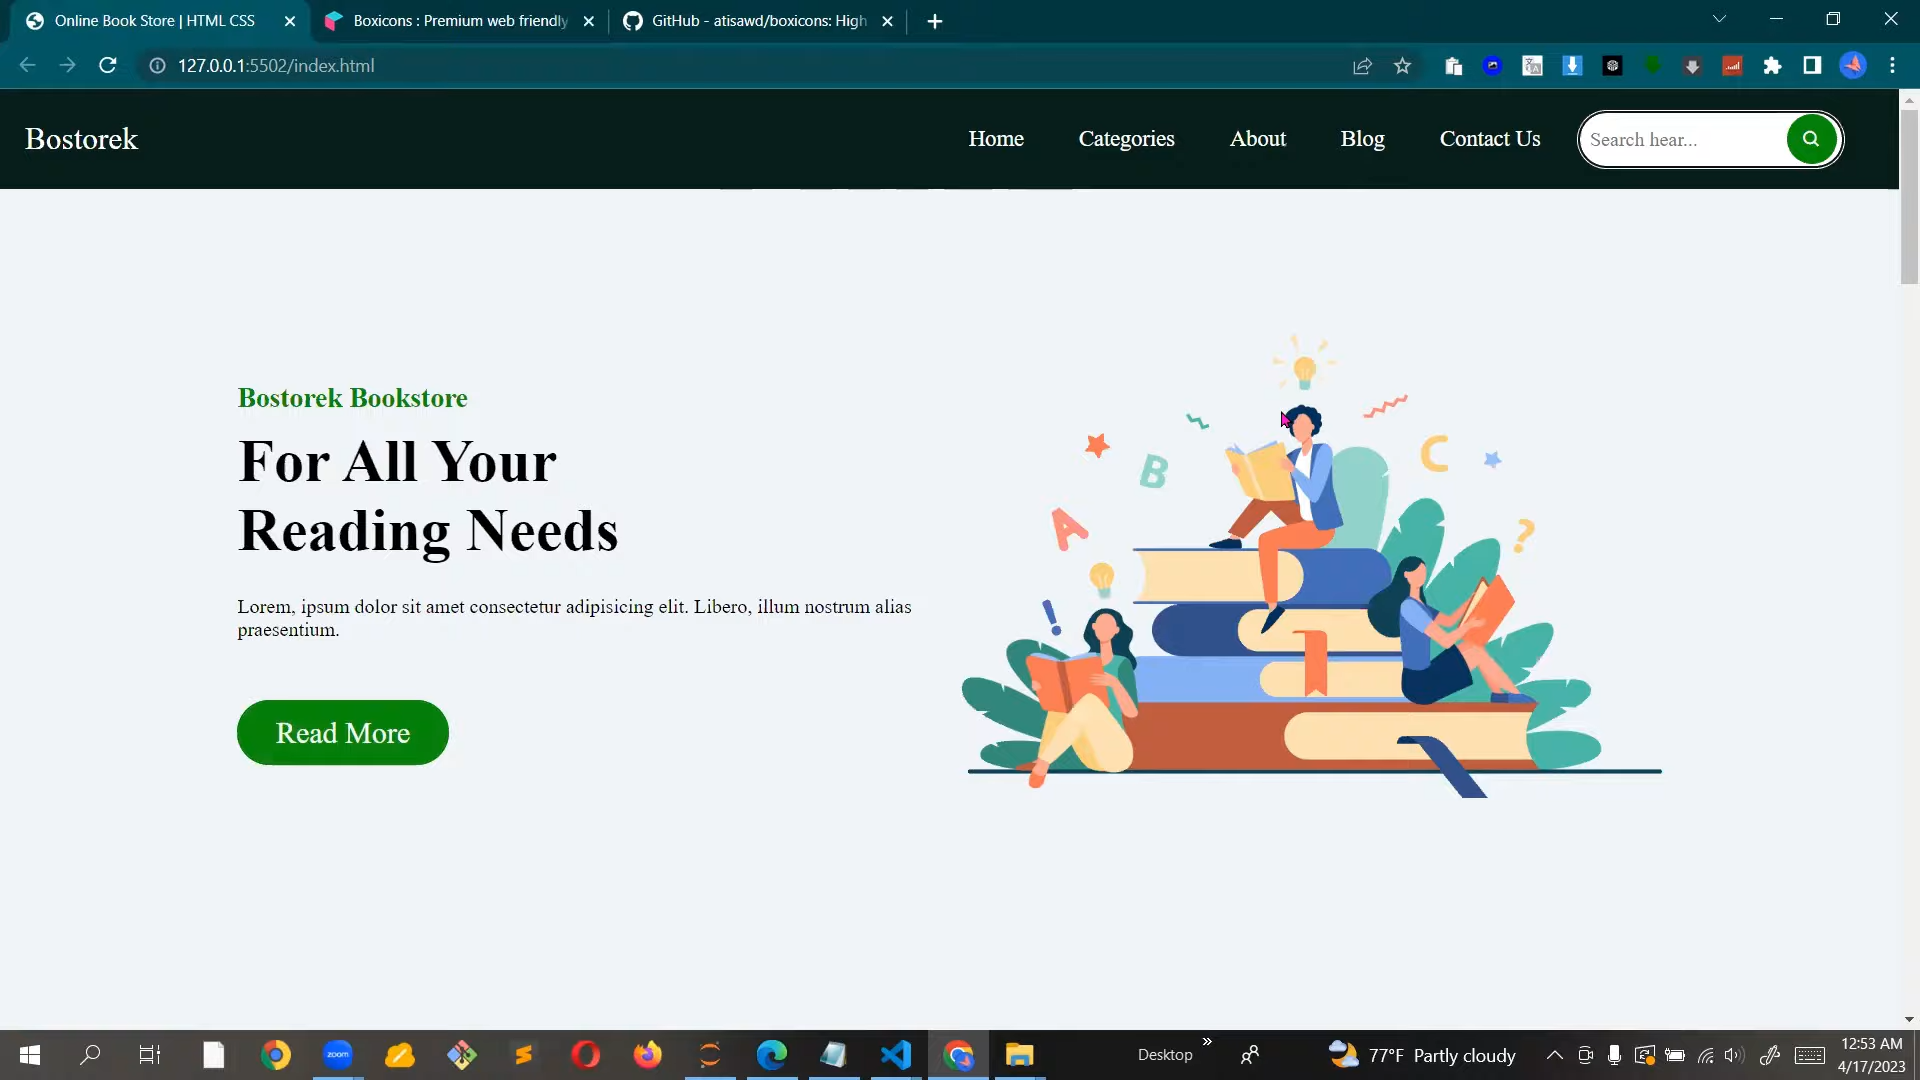 Online Book Store | HTML CSS
Boxicons : Premium web friendly
GitHub - atisawd/boxicons: High
127.0.0.1:5502/index.html
Bostorek
Home
Categories
About
Blog
Contact Us
Search hear...
Bostorek Bookstore
For All Your
Reading Needs
Lorem, ipsum dolor sit amet consectetur adipisicing elit. Libero, illum nostrum alias
praesentium.
Read More
A
B
C
?
!
zoom
Desktop
77°F Partly cloudy
12:53 AM
4/17/2023